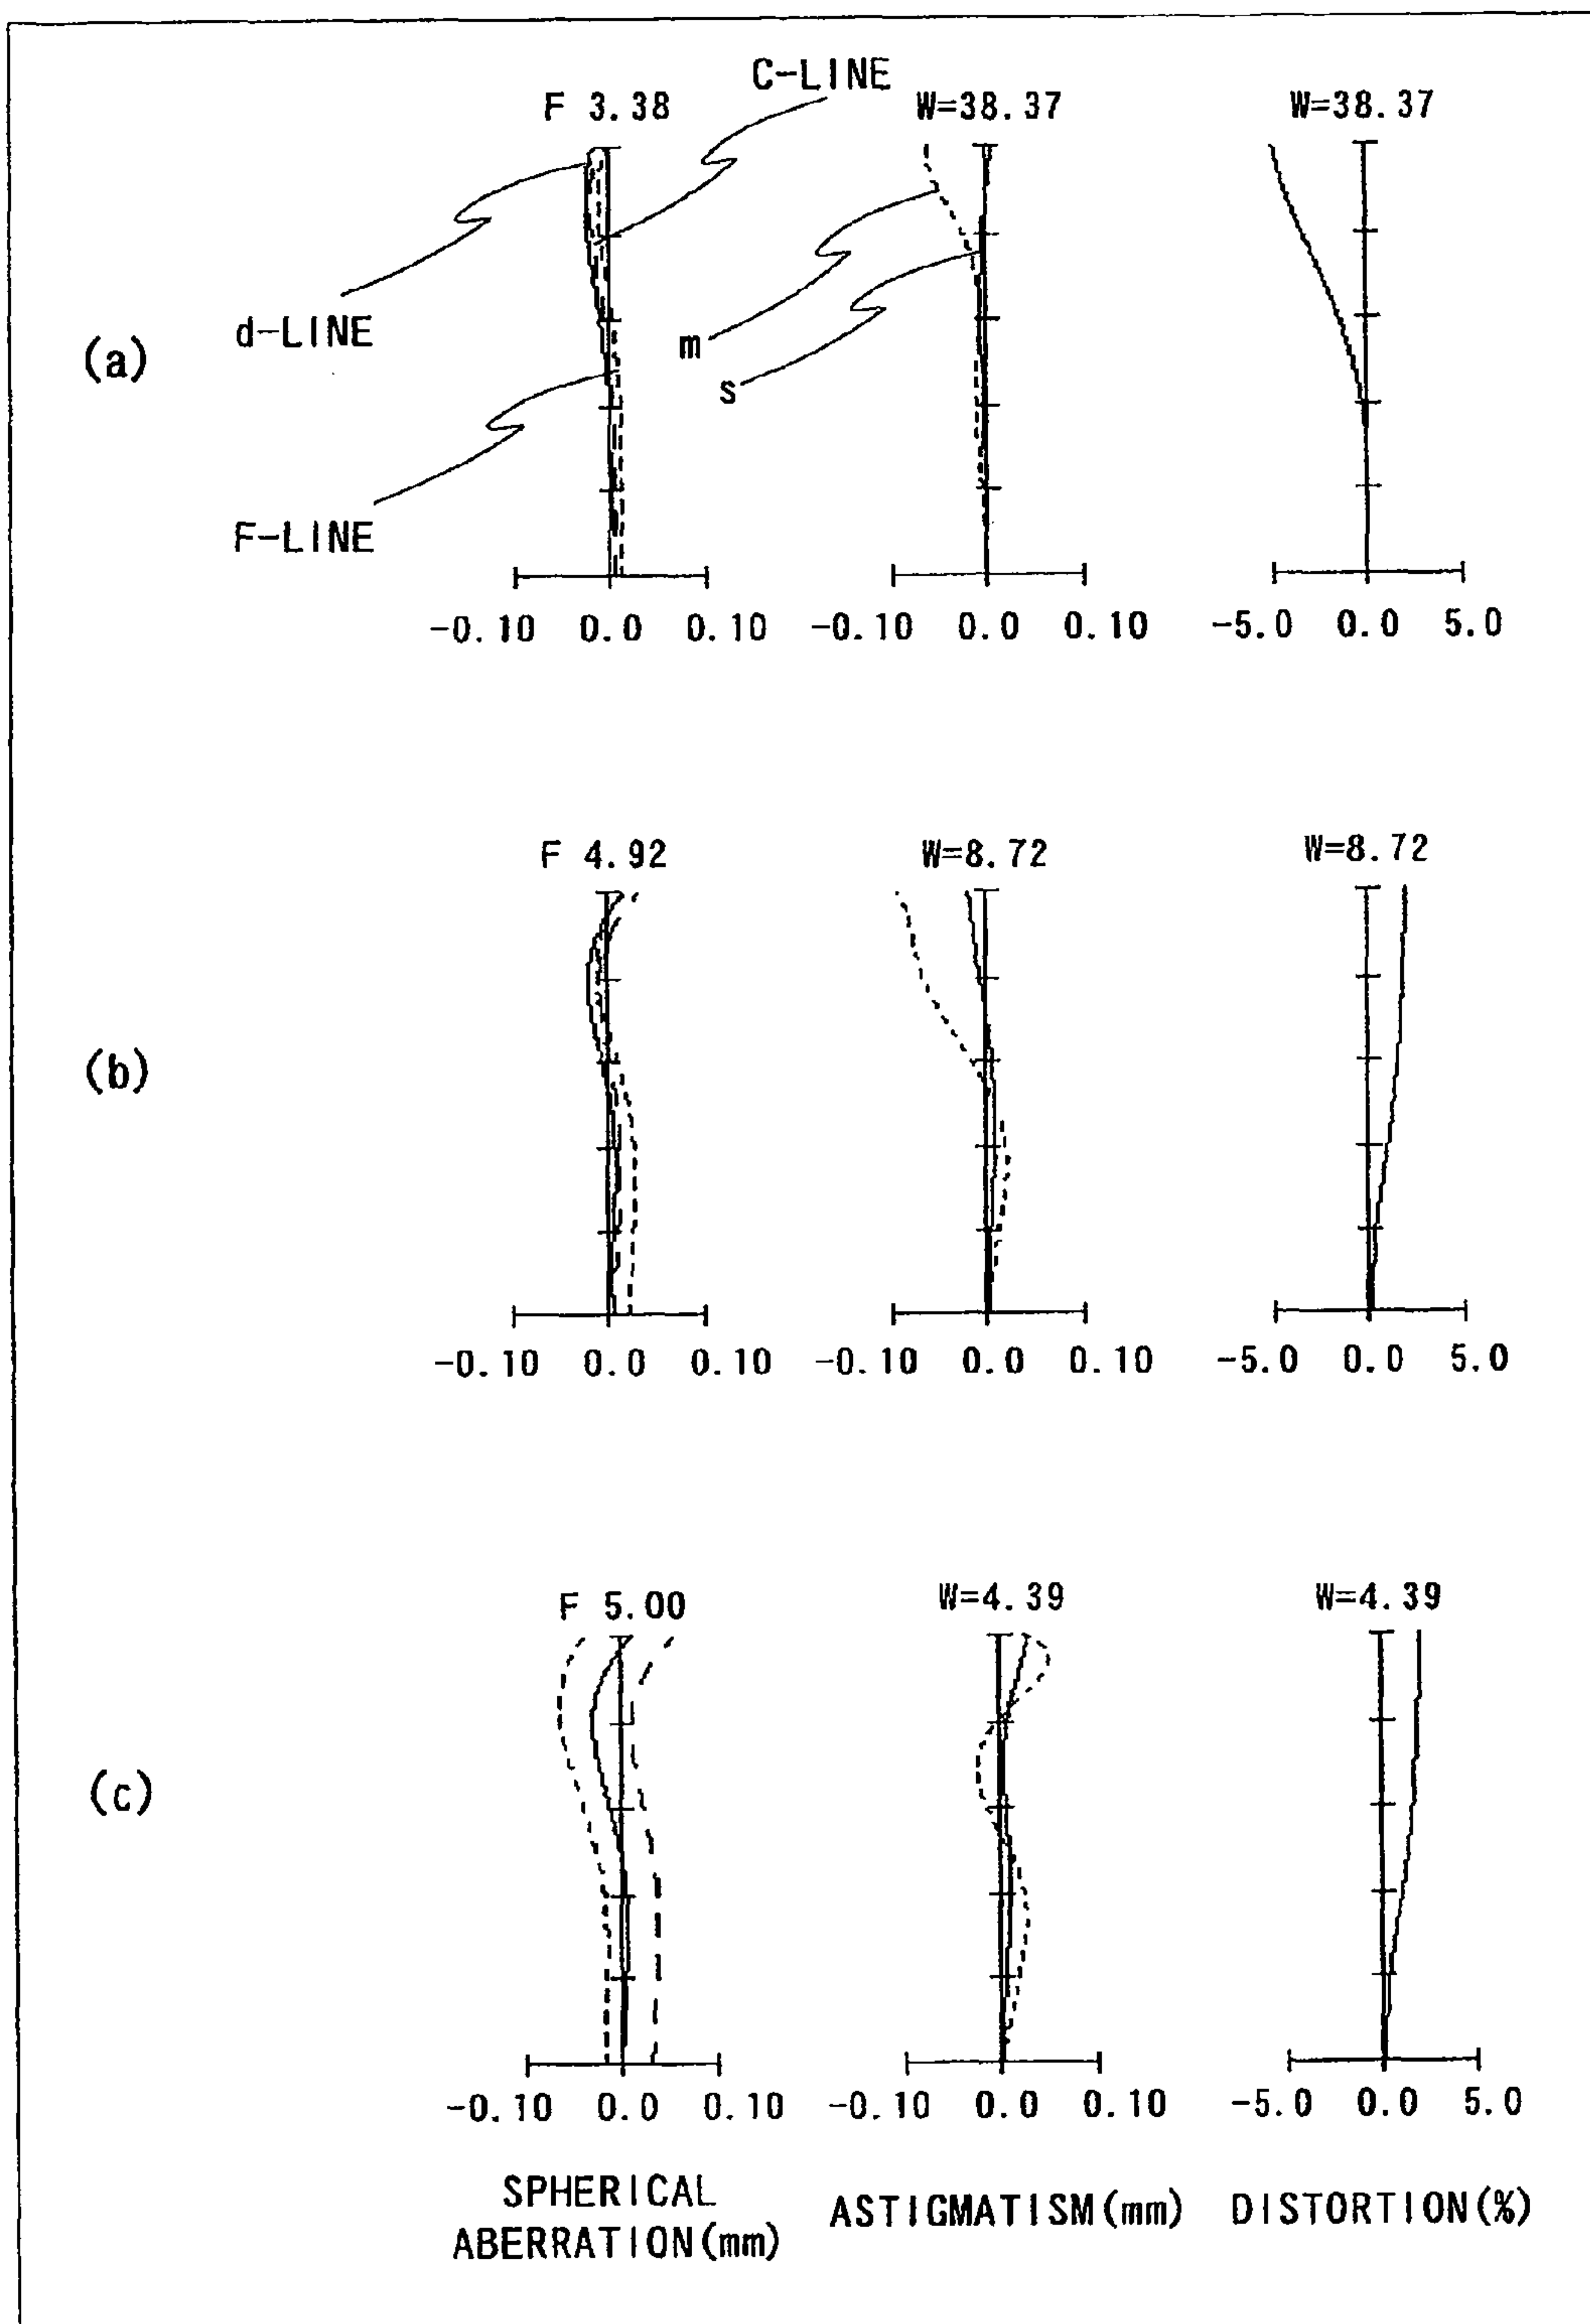 C-LINE
F 3.38
W=38.37
W=38.37
d-LINE
m
(a)
s
F-LINE
-0.10 0.0 0.10
-0.10 0.0 0.10
-5.0 0.0 5.0
F 4.92
W=8.72
W=8.72
(b)
-0.10 0.0 0.10
-0.10 0.0 0.10
-5.0 0.0 5.0
F 5.00
W=4.39
W=4.39
(c)
-0.10 0.0 0.10
-0.10 0.0 0.10
-5.0 0.0 5.0
SPHERICAL
ABERRATION(mm)
ASTIGMATISM(mm)
DISTORTION(%)